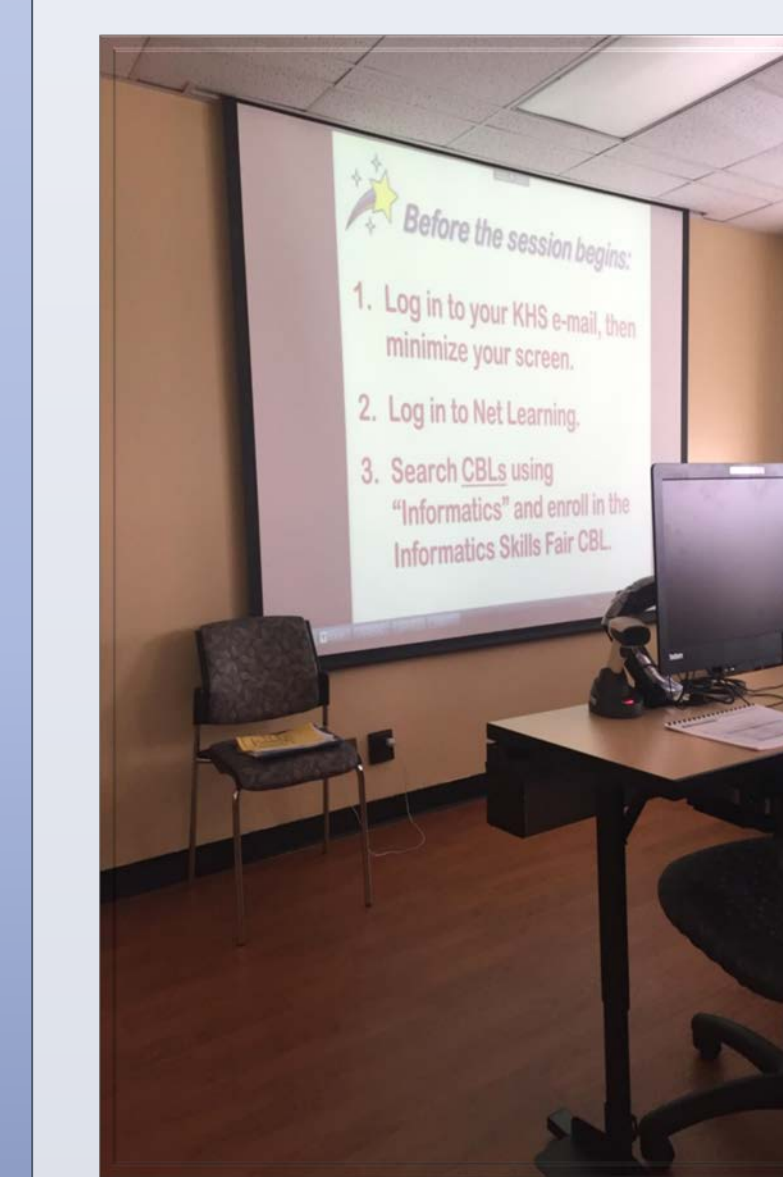 Before the session begins:
1. Log in to your KHS e-mail, then
minimize your screen.
2. Log in to Net Learning.
3. Search CBLs using
“Informatics” and enroll in the
Informatics Skills Fair CBL.